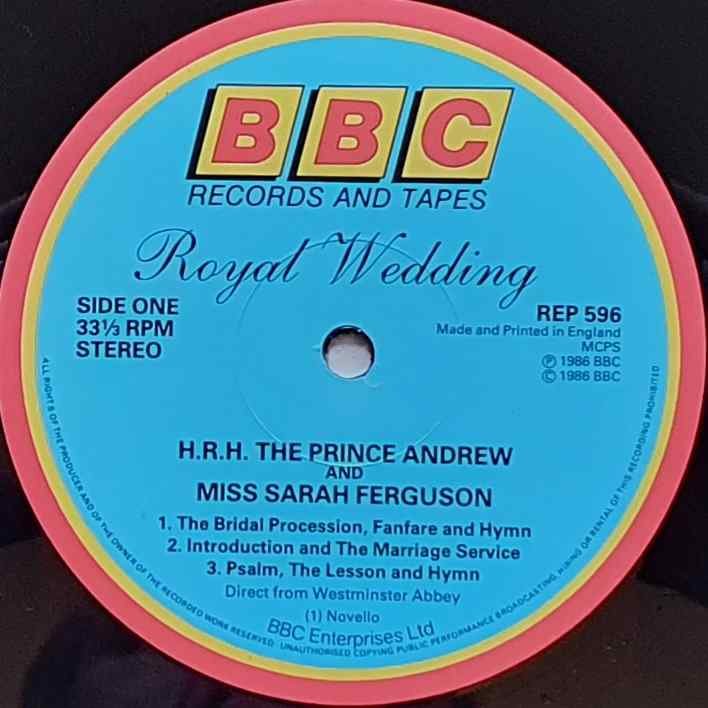 BBC
RECORDS AND TAPES
Royal Wedding
SIDE ONE
33⅓ RPM
STEREO
REP 596
Made and Printed in England
MCPS
Ⓟ 1986 BBC
© 1986 BBC
H.R.H. THE PRINCE ANDREW
AND
MISS SARAH FERGUSON
1. The Bridal Procession, Fanfare and Hymn
2. Introduction and The Marriage Service
3. Psalm, The Lesson and Hymn
Direct from Westminster Abbey
(1) Novello
BBC Enterprises Ltd
ALL RIGHTS OF THE PRODUCER AND OF THE OWNER OF THE RECORDED WORK RESERVED. UNAUTHORISED COPYING PUBLIC PERFORMANCE BROADCASTING, HIRING OR RENTAL OF THIS RECORDING PROHIBITED